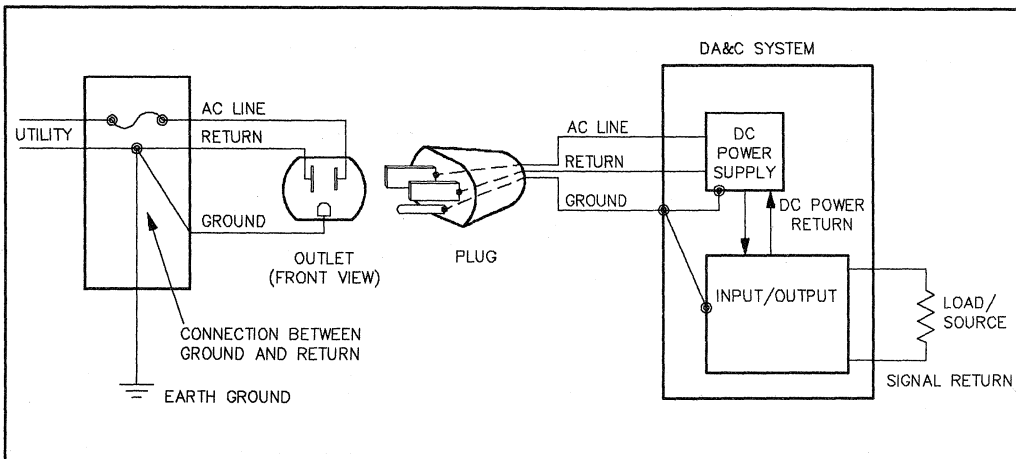 DA&C SYSTEM
AC LINE
UTILITY
RETURN
GROUND
OUTLET
(FRONT VIEW)
CONNECTION BETWEEN
GROUND AND RETURN
EARTH GROUND
PLUG
AC LINE
RETURN
GROUND
DC
POWER
SUPPLY
DC POWER
RETURN
INPUT/OUTPUT
LOAD/
SOURCE
SIGNAL RETURN